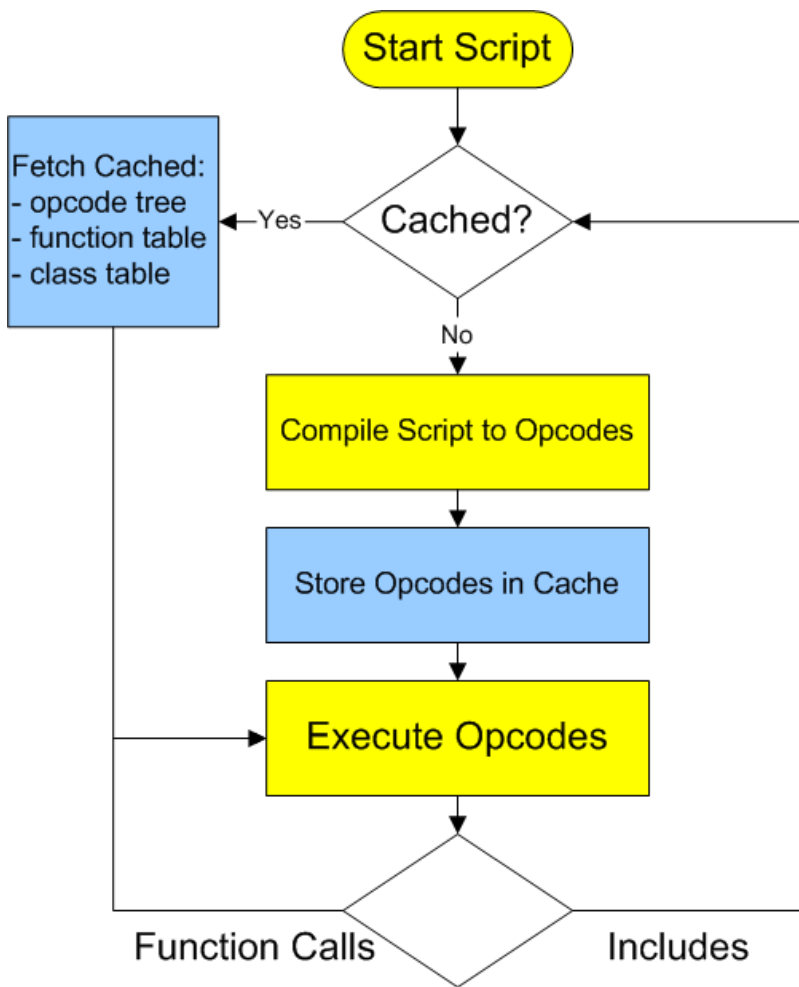 Start Script
Cached?
Yes
Fetch Cached:
- opcode tree
- function table
- class table
No
Compile Script to Opcodes
Store Opcodes in Cache
Execute Opcodes
Function Calls
Includes